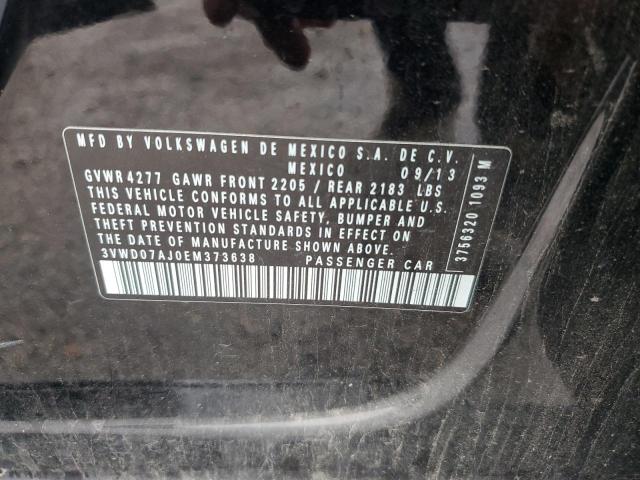 MFD BY VOLKSWAGEN DE MEXICO S.A. DE C.V.
MEXICO 09/13
GVWR 4277 GAWR FRONT 2205 / REAR 2183 LBS
THIS VEHICLE CONFORMS TO ALL APPLICABLE U.S.
FEDERAL MOTOR VEHICLE SAFETY, BUMPER AND
THEFT PREVENTION STANDARDS IN EFFECT ON
THE DATE OF MANUFACTURE SHOWN ABOVE.
3VWD07AJ0EM373638 PASSENGER CAR
3756320 1093 M